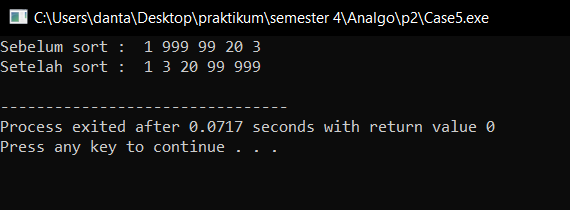 C:\Users\danta\Desktop\praktikum\semester 4\Analgo\p2\Case5.exe
Sebelum sort :  1 999 99 20 3
Setelah sort :  1 3 20 99 999
--------------------------------
Process exited after 0.0717 seconds with return value 0
Press any key to continue . . .